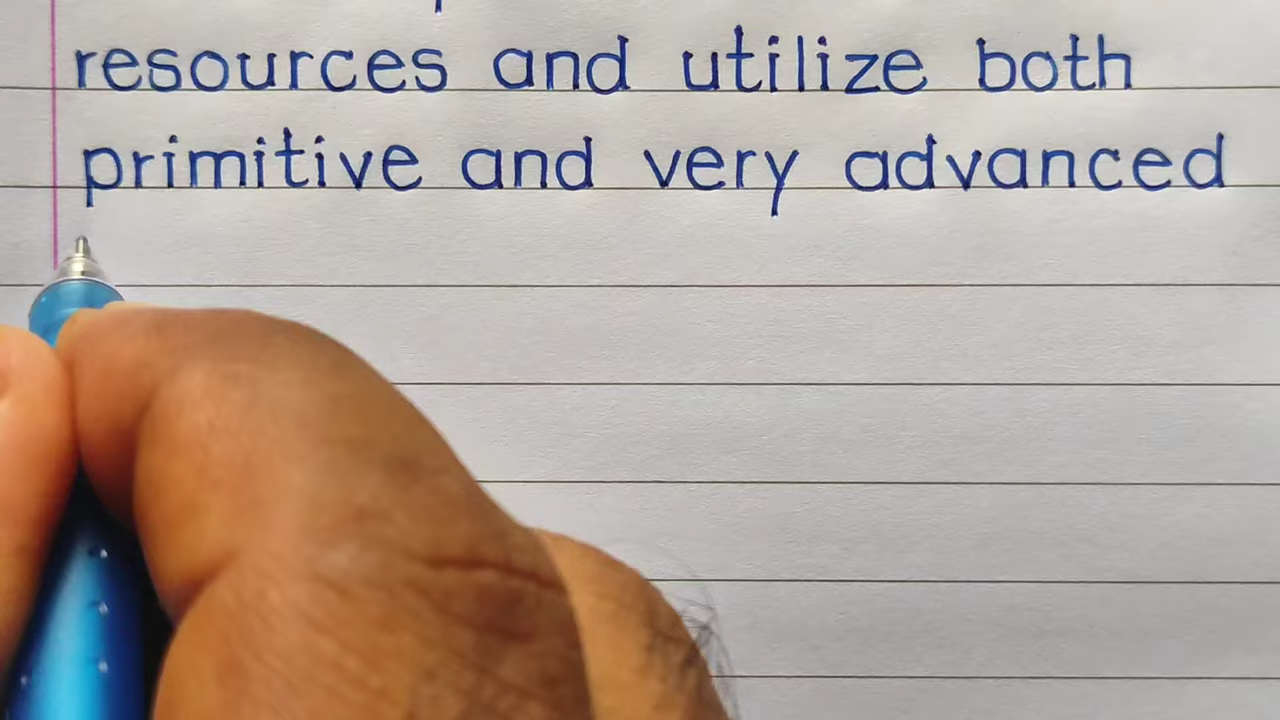 resources and utilize both
primitive and very advanced